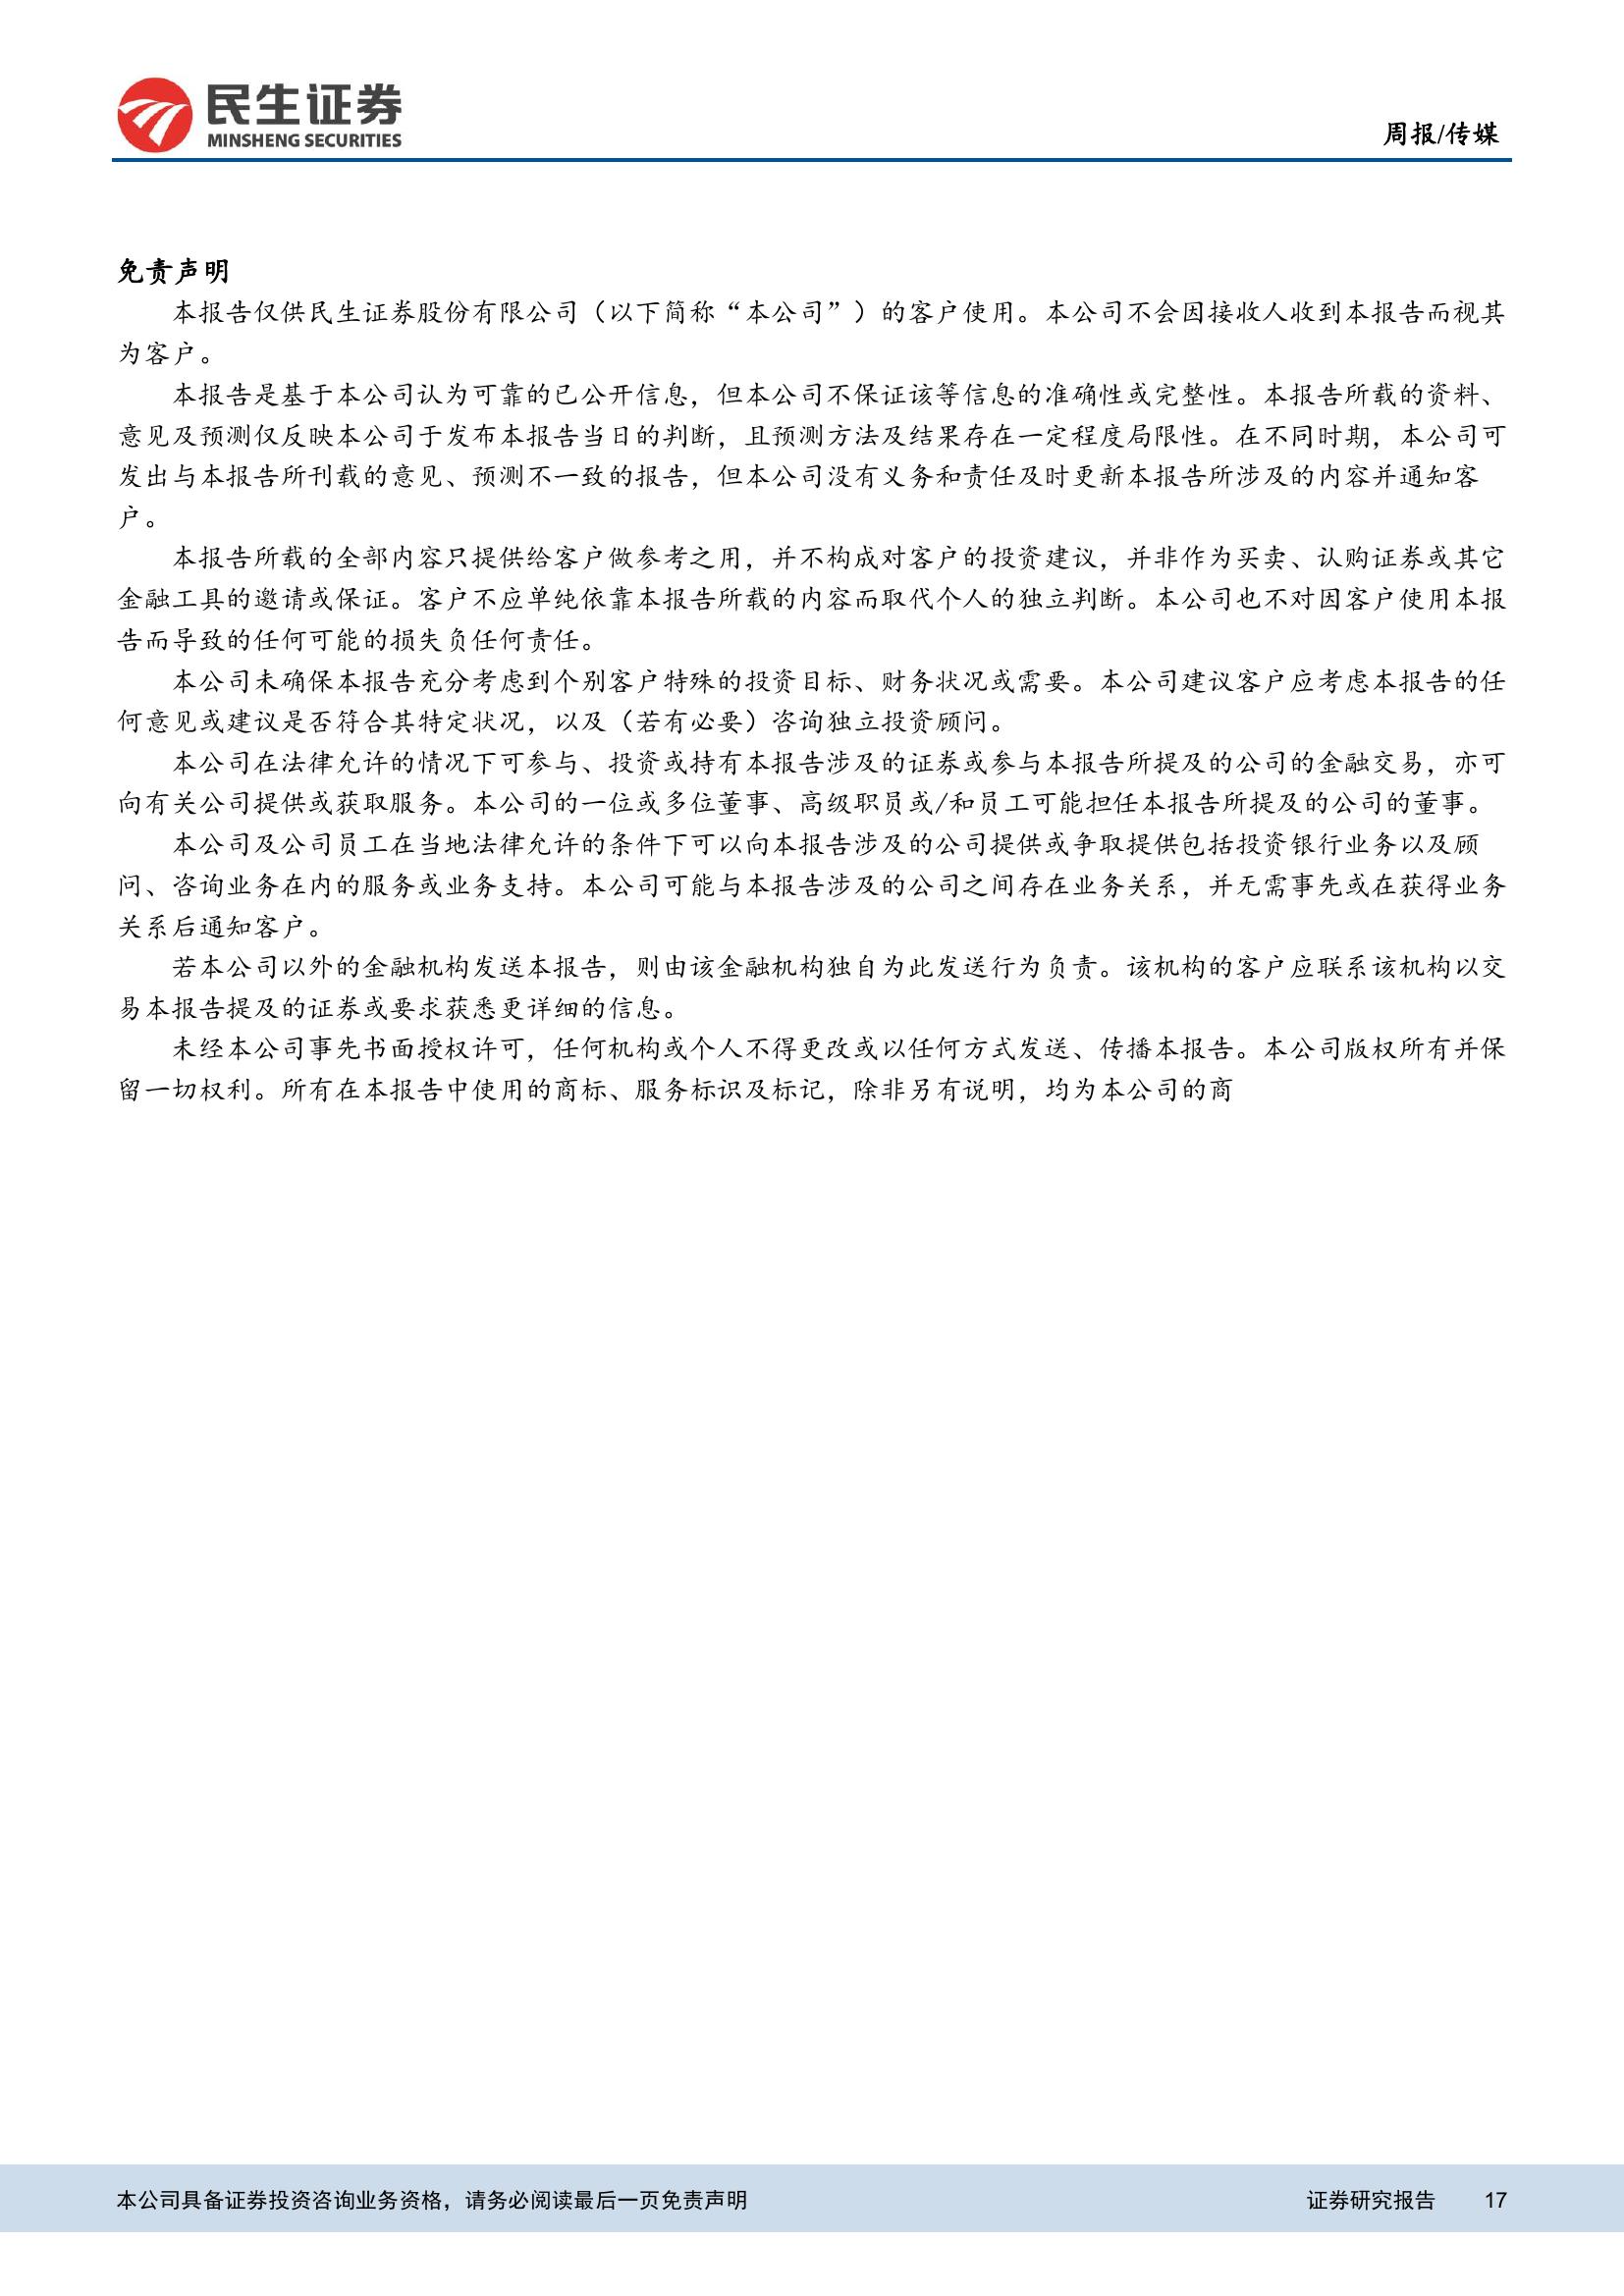 民生证券
MINSHENG SECURITIES
周报/传媒
免责声明
本报告仅供民生证券股份有限公司（以下简称“本公司”）的客户使用。本公司不会因接收人收到本报告而视其
为客户。
本报告是基于本公司认为可靠的已公开信息，但本公司不保证该等信息的准确性或完整性。本报告所载的资料、
意见及预测仅反映本公司于发布本报告当日的判断，且预测方法及结果存在一定程度局限性。在不同时期，本公司可
发出与本报告所刊载的意见、预测不一致的报告，但本公司没有义务和责任及时更新本报告所涉及的内容并通知客
户。
本报告所载的全部内容只提供给客户做参考之用，并不构成对客户的投资建议，并非作为买卖、认购证券或其它
金融工具的邀请或保证。客户不应单纯依靠本报告所载的内容而取代个人的独立判断。本公司也不对因客户使用本报
告而导致的任何可能的损失负任何责任。
本公司未确保本报告充分考虑到个别客户特殊的投资目标、财务状况或需要。本公司建议客户应考虑本报告的任
何意见或建议是否符合其特定状况，以及（若有必要）咨询独立投资顾问。
本公司在法律允许的情况下可参与、投资或持有本报告涉及的证券或参与本报告所提及的公司的金融交易，亦可
向有关公司提供或获取服务。本公司的一位或多位董事、高级职员或/和员工可能担任本报告所提及的公司的董事。
本公司及公司员工在当地法律允许的条件下可以向本报告涉及的公司提供或争取提供包括投资银行业务以及顾
问、咨询业务在内的服务或业务支持。本公司可能与本报告涉及的公司之间存在业务关系，并无需事先或在获得业务
关系后通知客户。
若本公司以外的金融机构发送本报告，则由该金融机构独自为此发送行为负责。该机构的客户应联系该机构以交
易本报告提及的证券或要求获悉更详细的信息。
未经本公司事先书面授权许可，任何机构或个人不得更改或以任何方式发送、传播本报告。本公司版权所有并保
留一切权利。所有在本报告中使用的商标、服务标识及标记，除非另有说明，均为本公司的商
本公司具备证券投资咨询业务资格，请务必阅读最后一页免责声明
证券研究报告 17